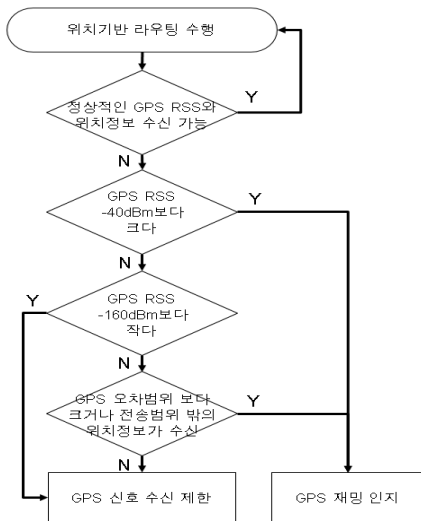 위치기반 라우팅 수행
정상적인 GPS RSS와
위치정보 수신 가능
Y
N
GPS RSS
-40dBm보다
크다
Y
N
GPS RSS
-160dBm보다
작다
Y
N
GPS 오차범위 보다
크거나 전송범위 밖의
위치정보가 수신
Y
N
GPS 신호 수신 제한
GPS 재밍 인지